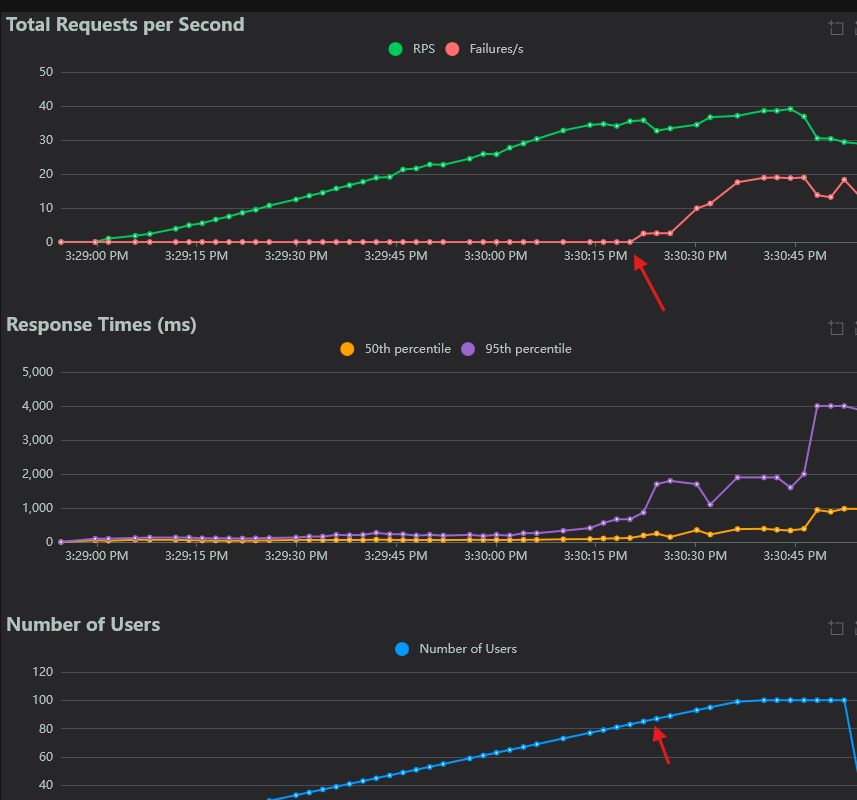 Total Requests per Second
RPS Failures/s
50
40
30
20
10
0
3:29:00 PM 3:29:15 PM 3:29:30 PM 3:29:45 PM 3:30:00 PM 3:30:15 PM 3:30:30 PM 3:30:45 PM
Response Times (ms)
50th percentile 95th percentile
5,000
4,000
3,000
2,000
1,000
0
3:29:00 PM 3:29:15 PM 3:29:30 PM 3:29:45 PM 3:30:00 PM 3:30:15 PM 3:30:30 PM 3:30:45 PM
Number of Users
Number of Users
120
100
80
60
40